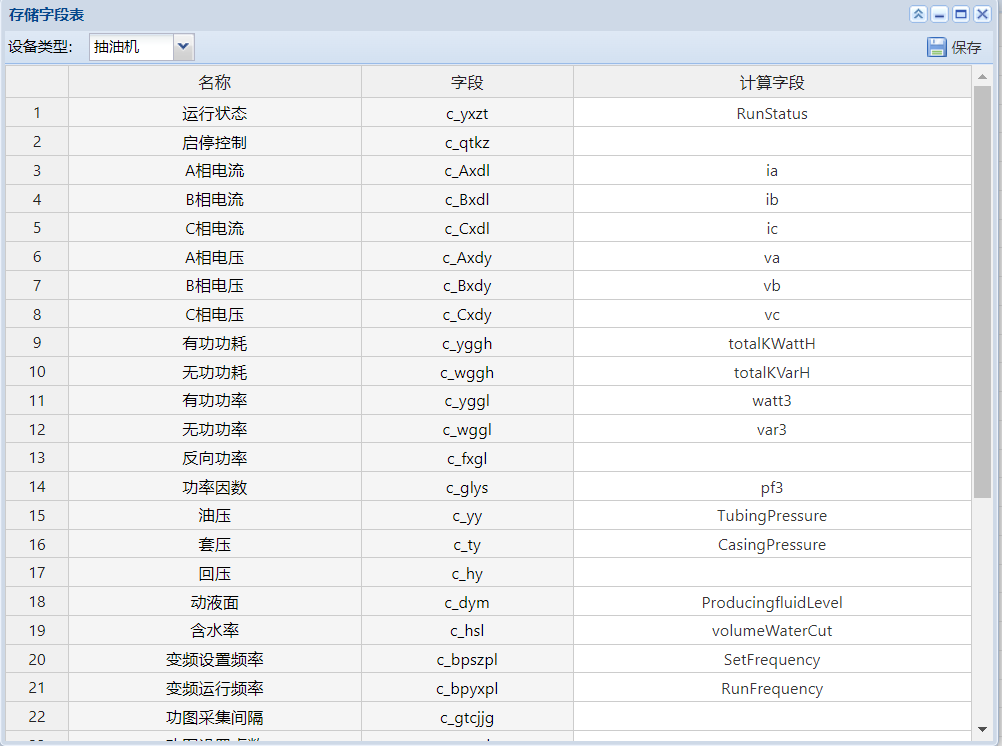 存储字段表
设备类型: 抽油机 保存
名称 字段 计算字段
1 运行状态 c_yxzt RunStatus
2 启停控制 c_qtkz
3 A相电流 c_Axdl ia
4 B相电流 c_Bxdl ib
5 C相电流 c_Cxdl ic
6 A相电压 c_Axdy va
7 B相电压 c_Bxdy vb
8 C相电压 c_Cxdy vc
9 有功功耗 c_yggh totalKWattH
10 无功功耗 c_wggh totalKVarH
11 有功功率 c_yggl watt3
12 无功功率 c_wggl var3
13 反向功率 c_fxgl
14 功率因数 c_glys pf3
15 油压 c_yy TubingPressure
16 套压 c_ty CasingPressure
17 回压 c_hy
18 动液面 c_dym ProducingfluidLevel
19 含水率 c_hsl volumeWaterCut
20 变频设置频率 c_bpszpl SetFrequency
21 变频运行频率 c_bpyxpl RunFrequency
22 功图采集间隔 c_gtcjjg